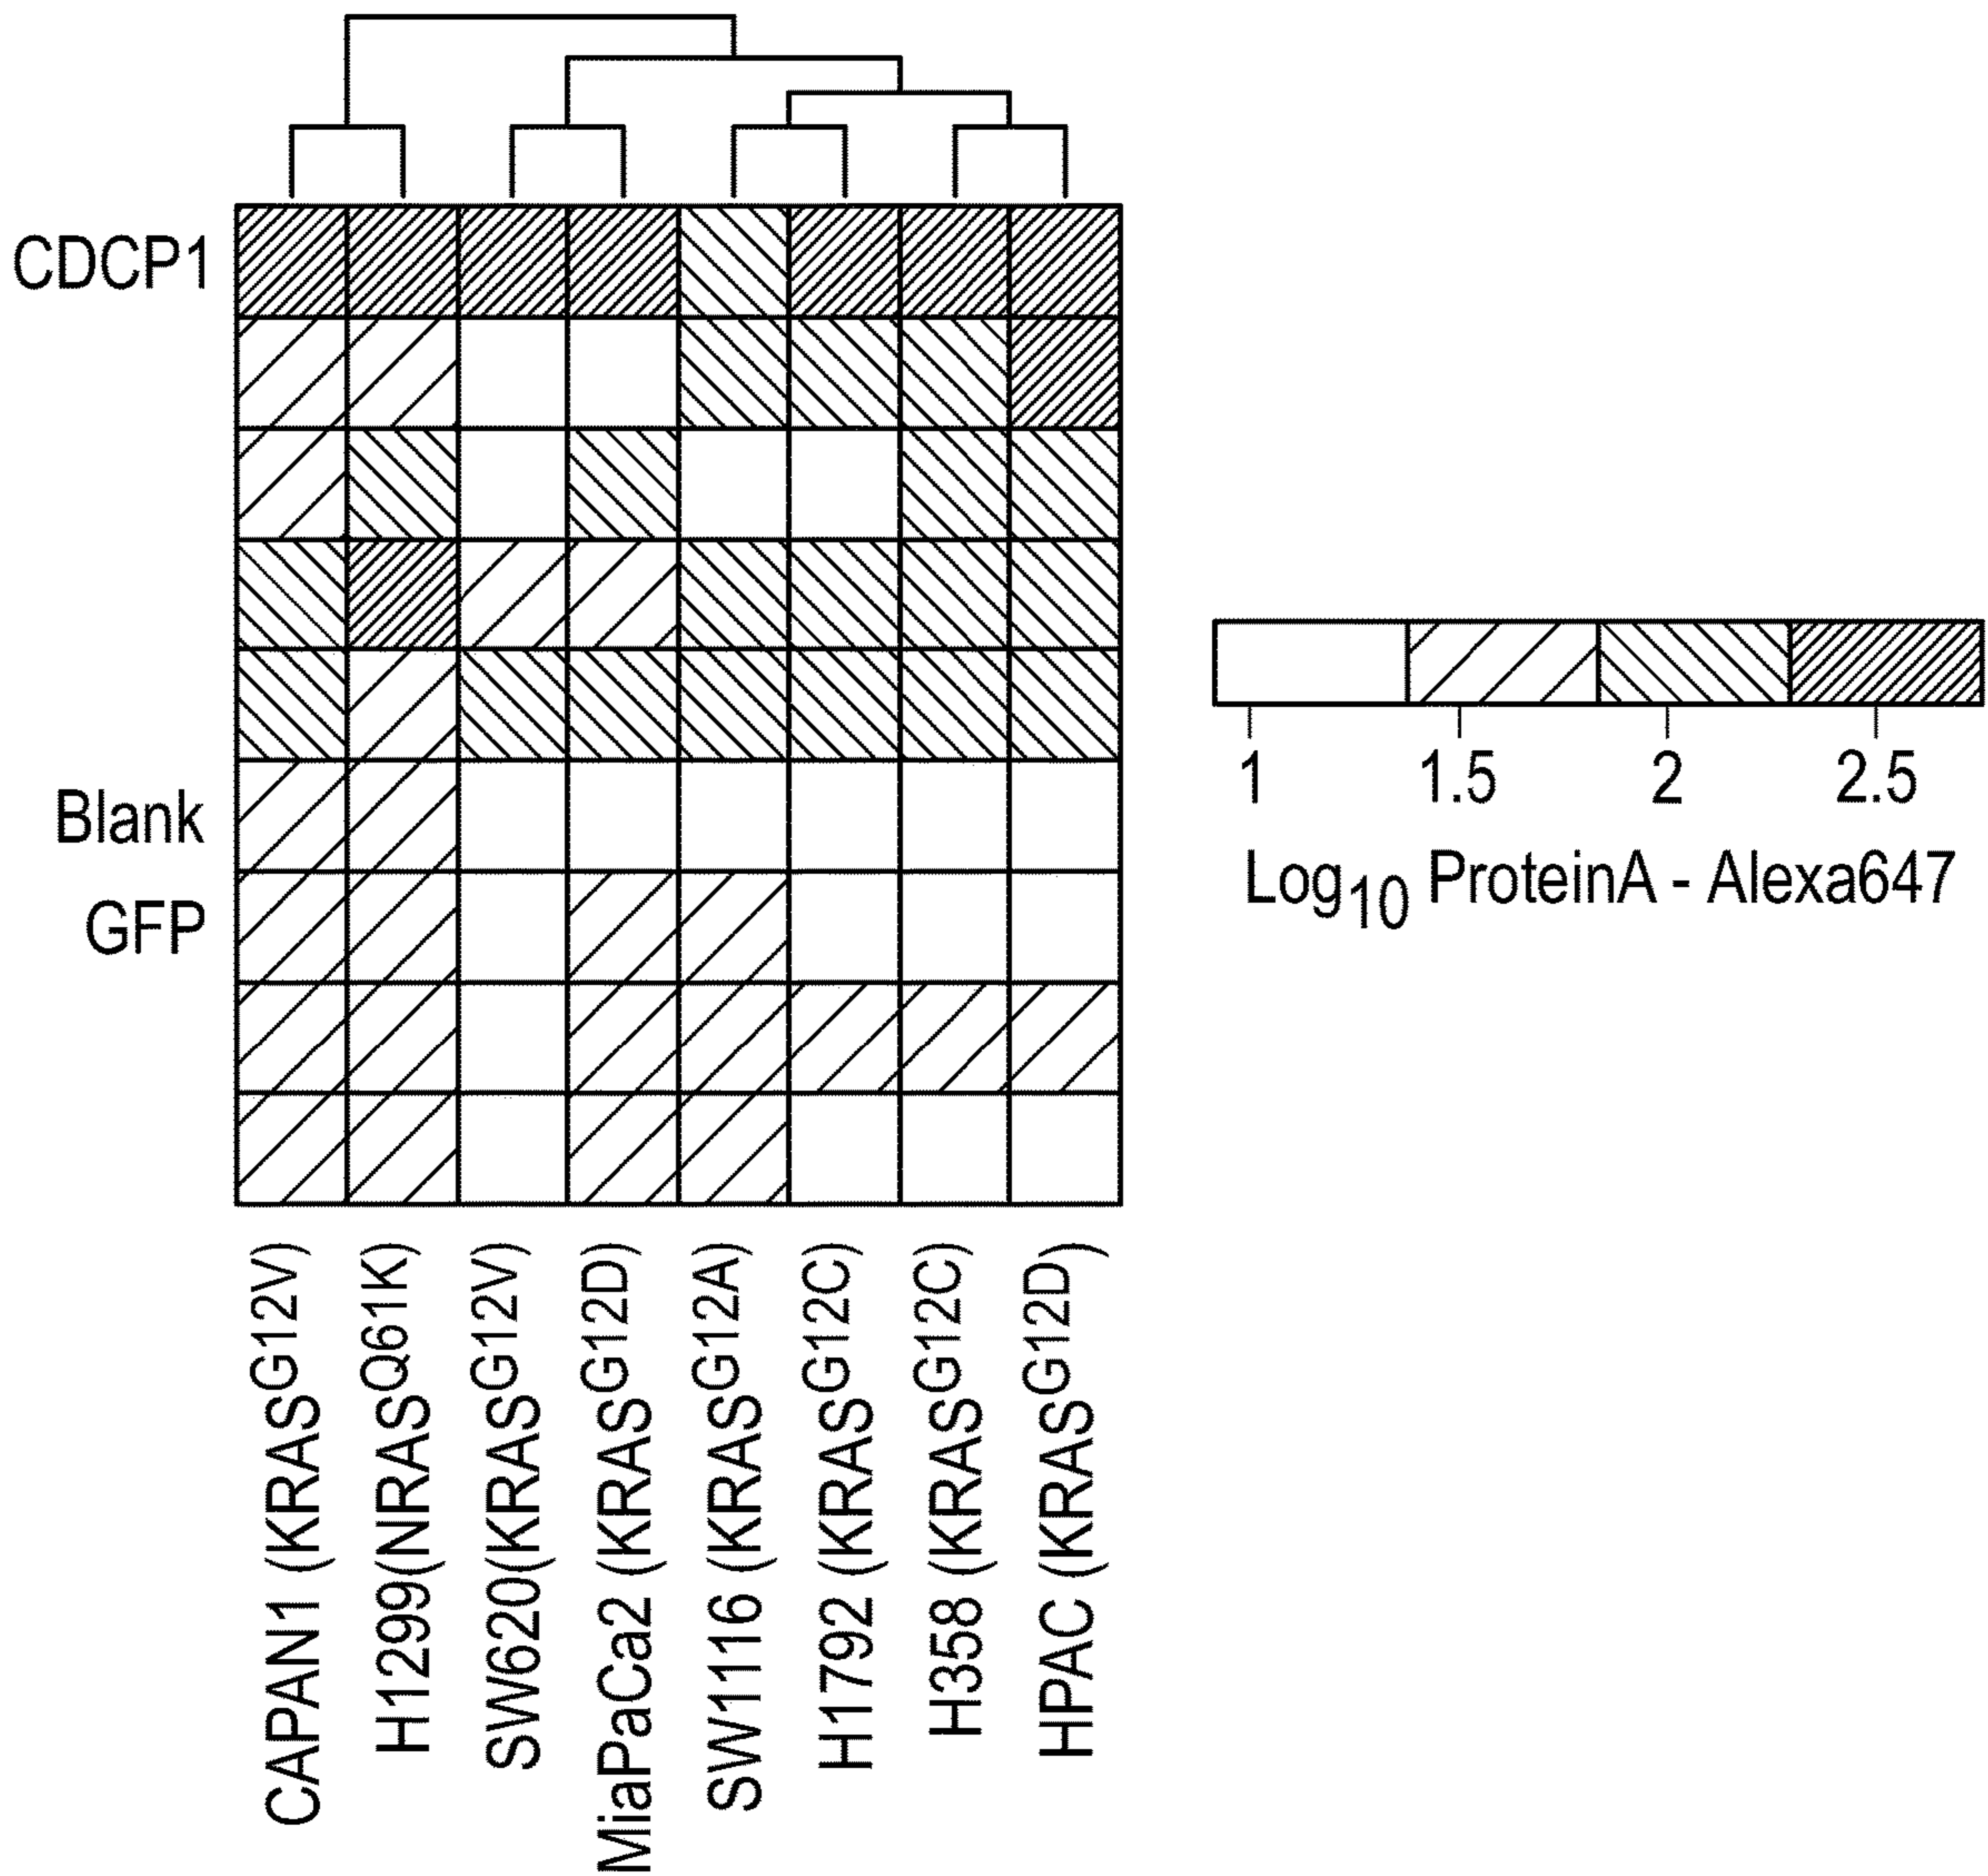 CDCP1
Blank
GFP
1 1.5 2 2.5
Log10 ProteinA - Alexa647
CAPAN1 (KRASG12V)
H1299(NRASQ61K)
SW620(KRASG12V)
MiaPaCa2 (KRASG12D)
SW1116 (KRASG12A)
H1792 (KRASG12C)
H358 (KRASG12C)
HPAC (KRASG12D)